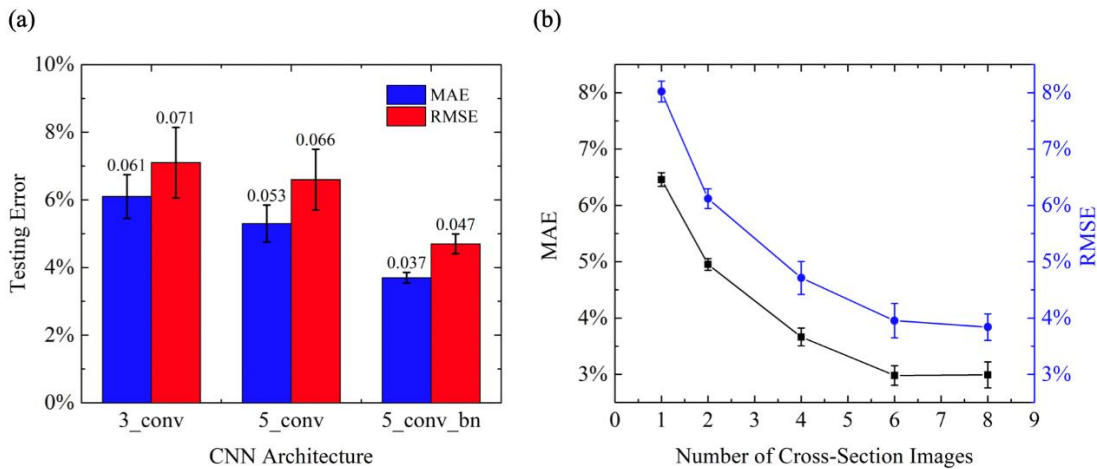 (a)
10%
8%
6%
4%
2%
0%
Testing Error
MAE
RMSE
0.061
0.071
0.053
0.066
0.037
0.047
3_conv
5_conv
5_conv_bn
CNN Architecture
(b)
8%
7%
6%
5%
4%
3%
MAE
8%
7%
6%
5%
4%
3%
RMSE
0 1 2 3 4 5 6 7 8 9
Number of Cross-Section Images